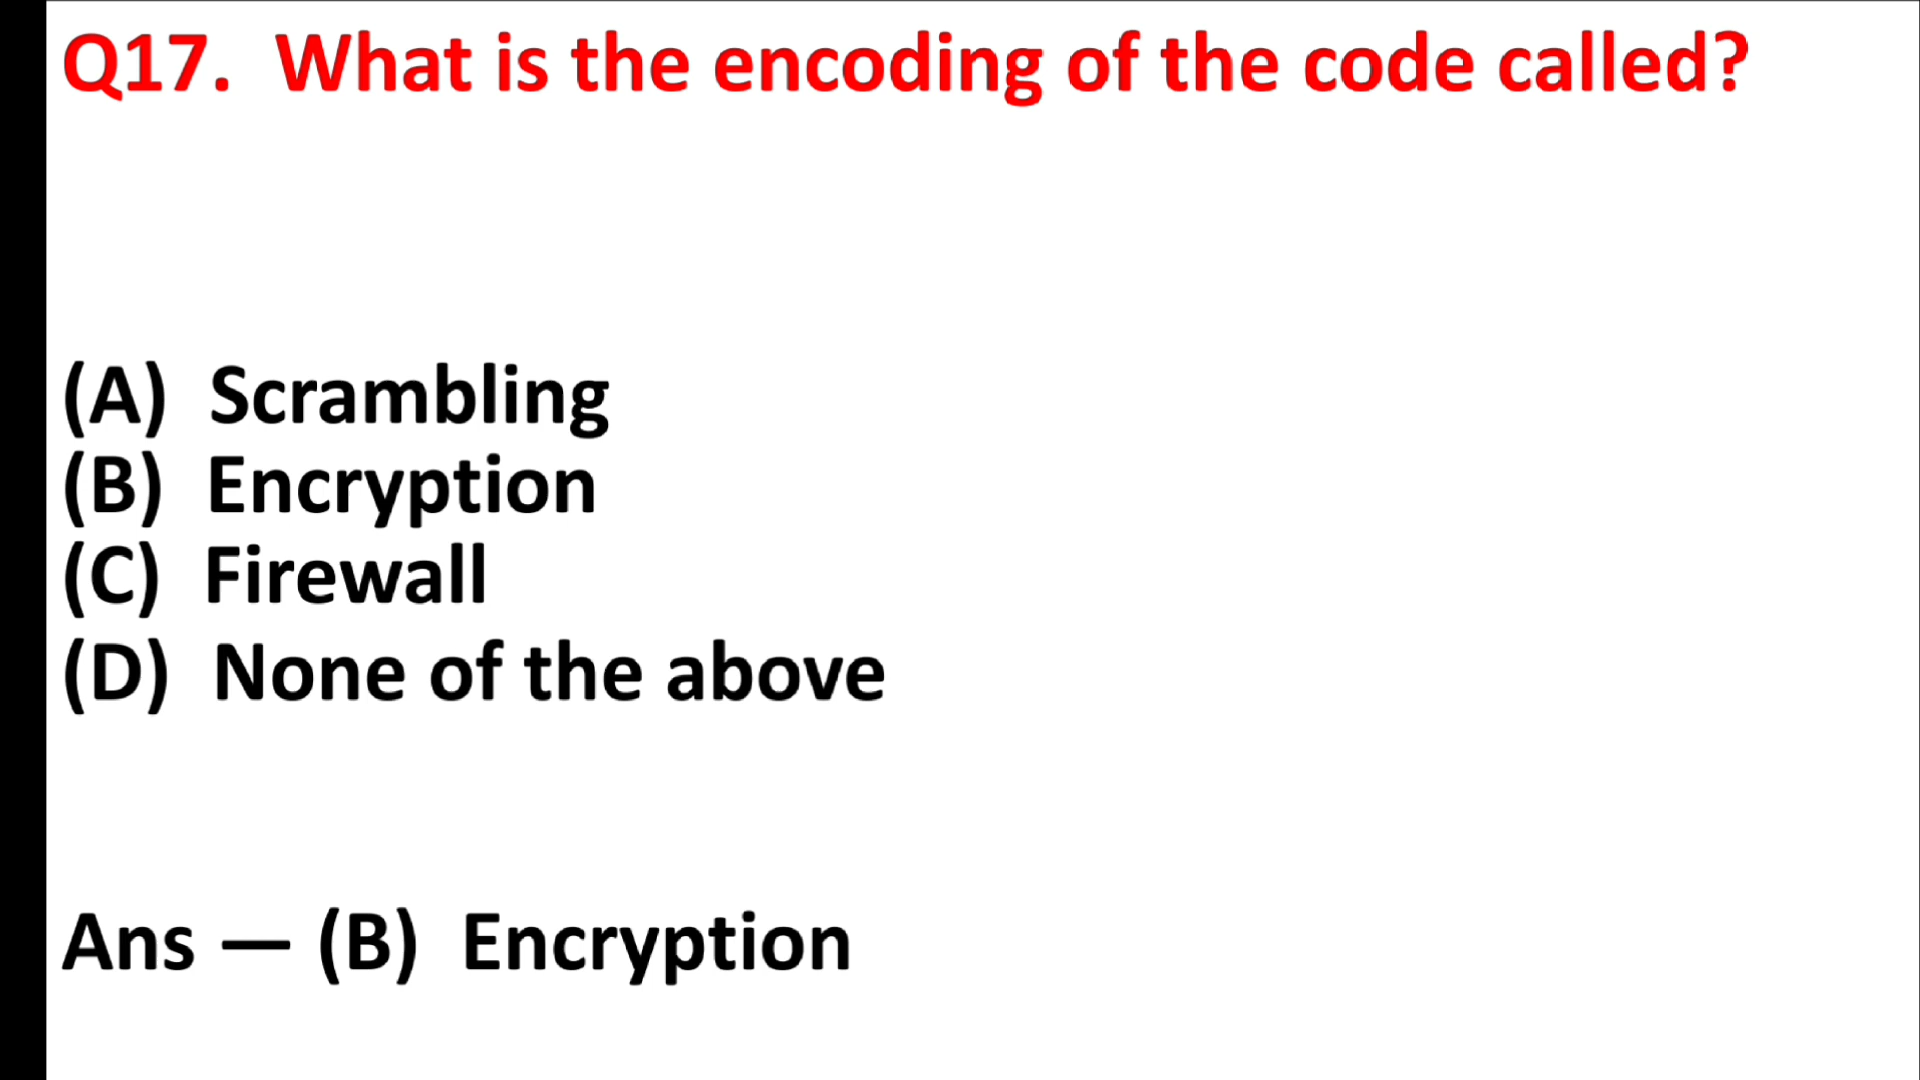 Q17. What is the encoding of the code called?
(A) Scrambling
(B) Encryption
(C) Firewall
(D) None of the above
Ans — (B) Encryption